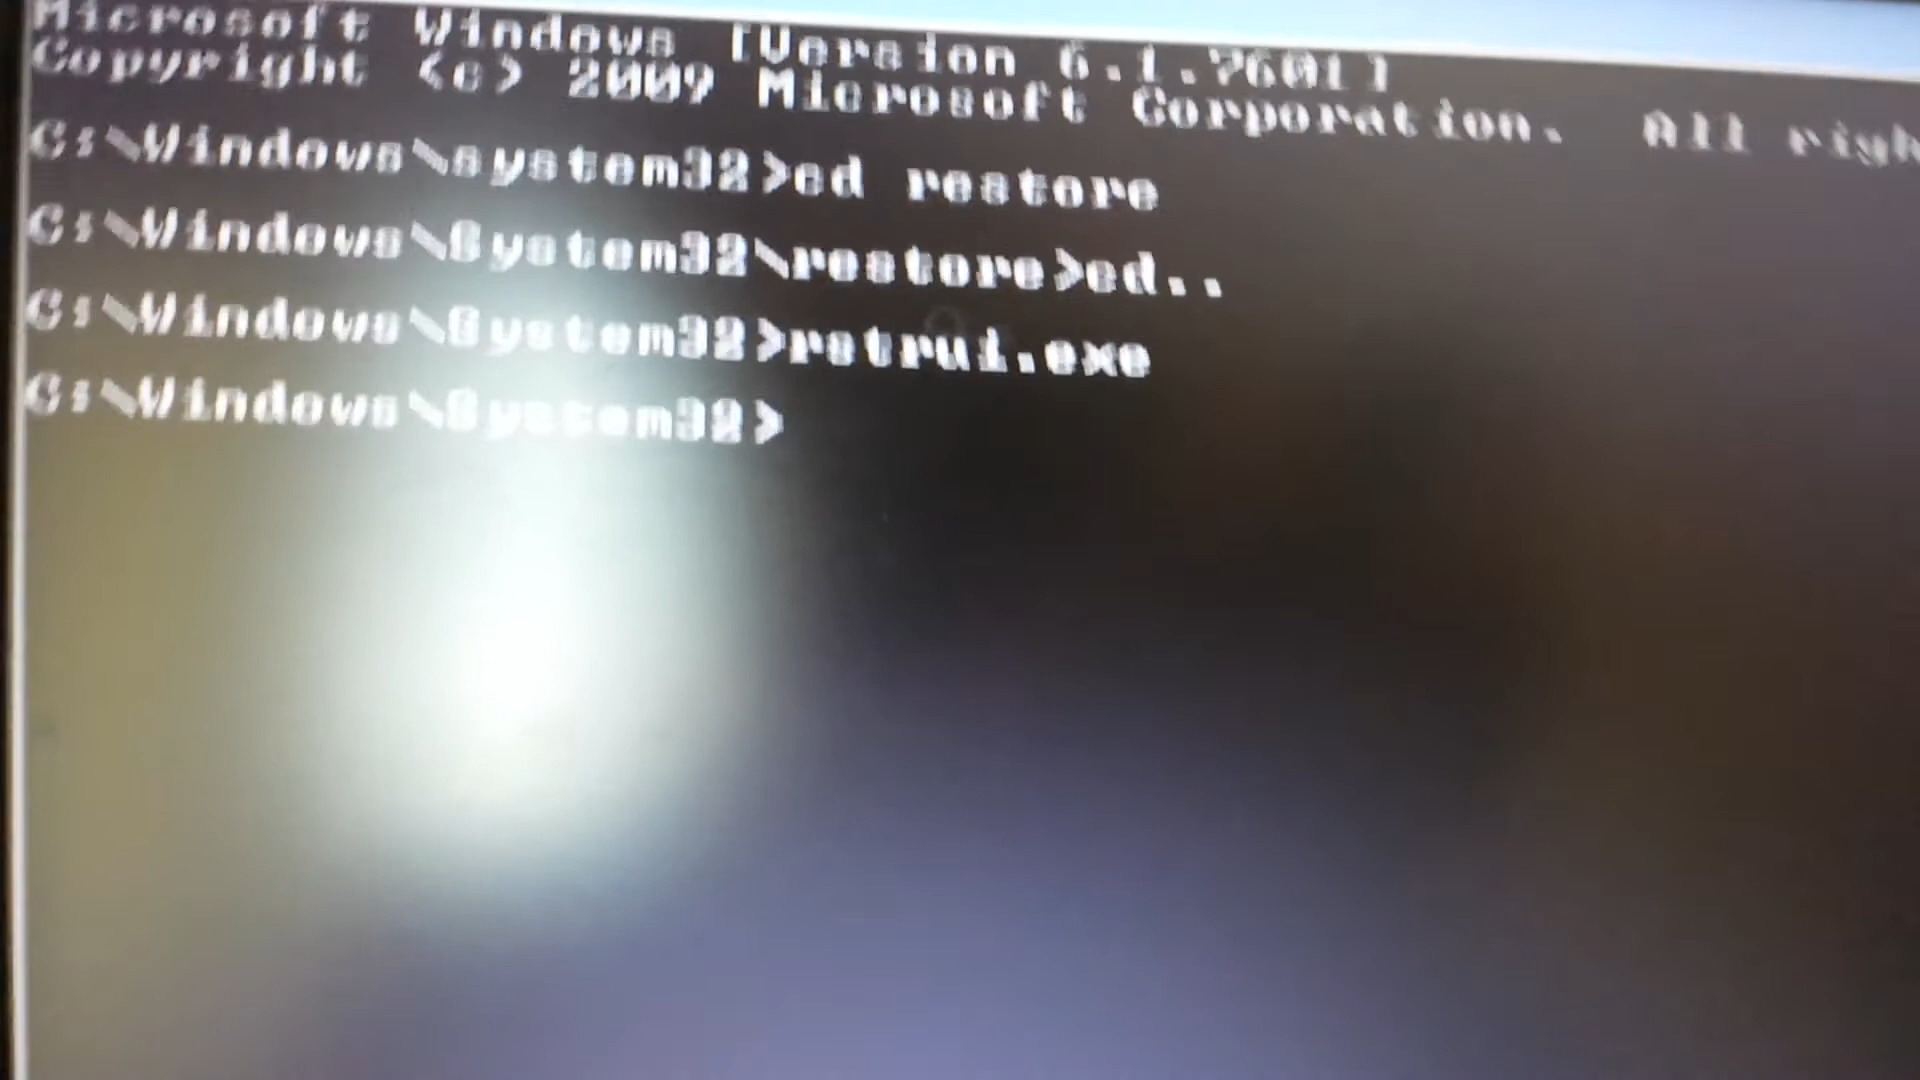 Microsoft Windows [Version 6.1.7601]
Copyright (c) 2009 Microsoft Corporation. All righ
C:\Windows\system32>cd restore
C:\Windows\System32\restore>cd..
C:\Windows\System32>rstrui.exe
C:\Windows\System32>